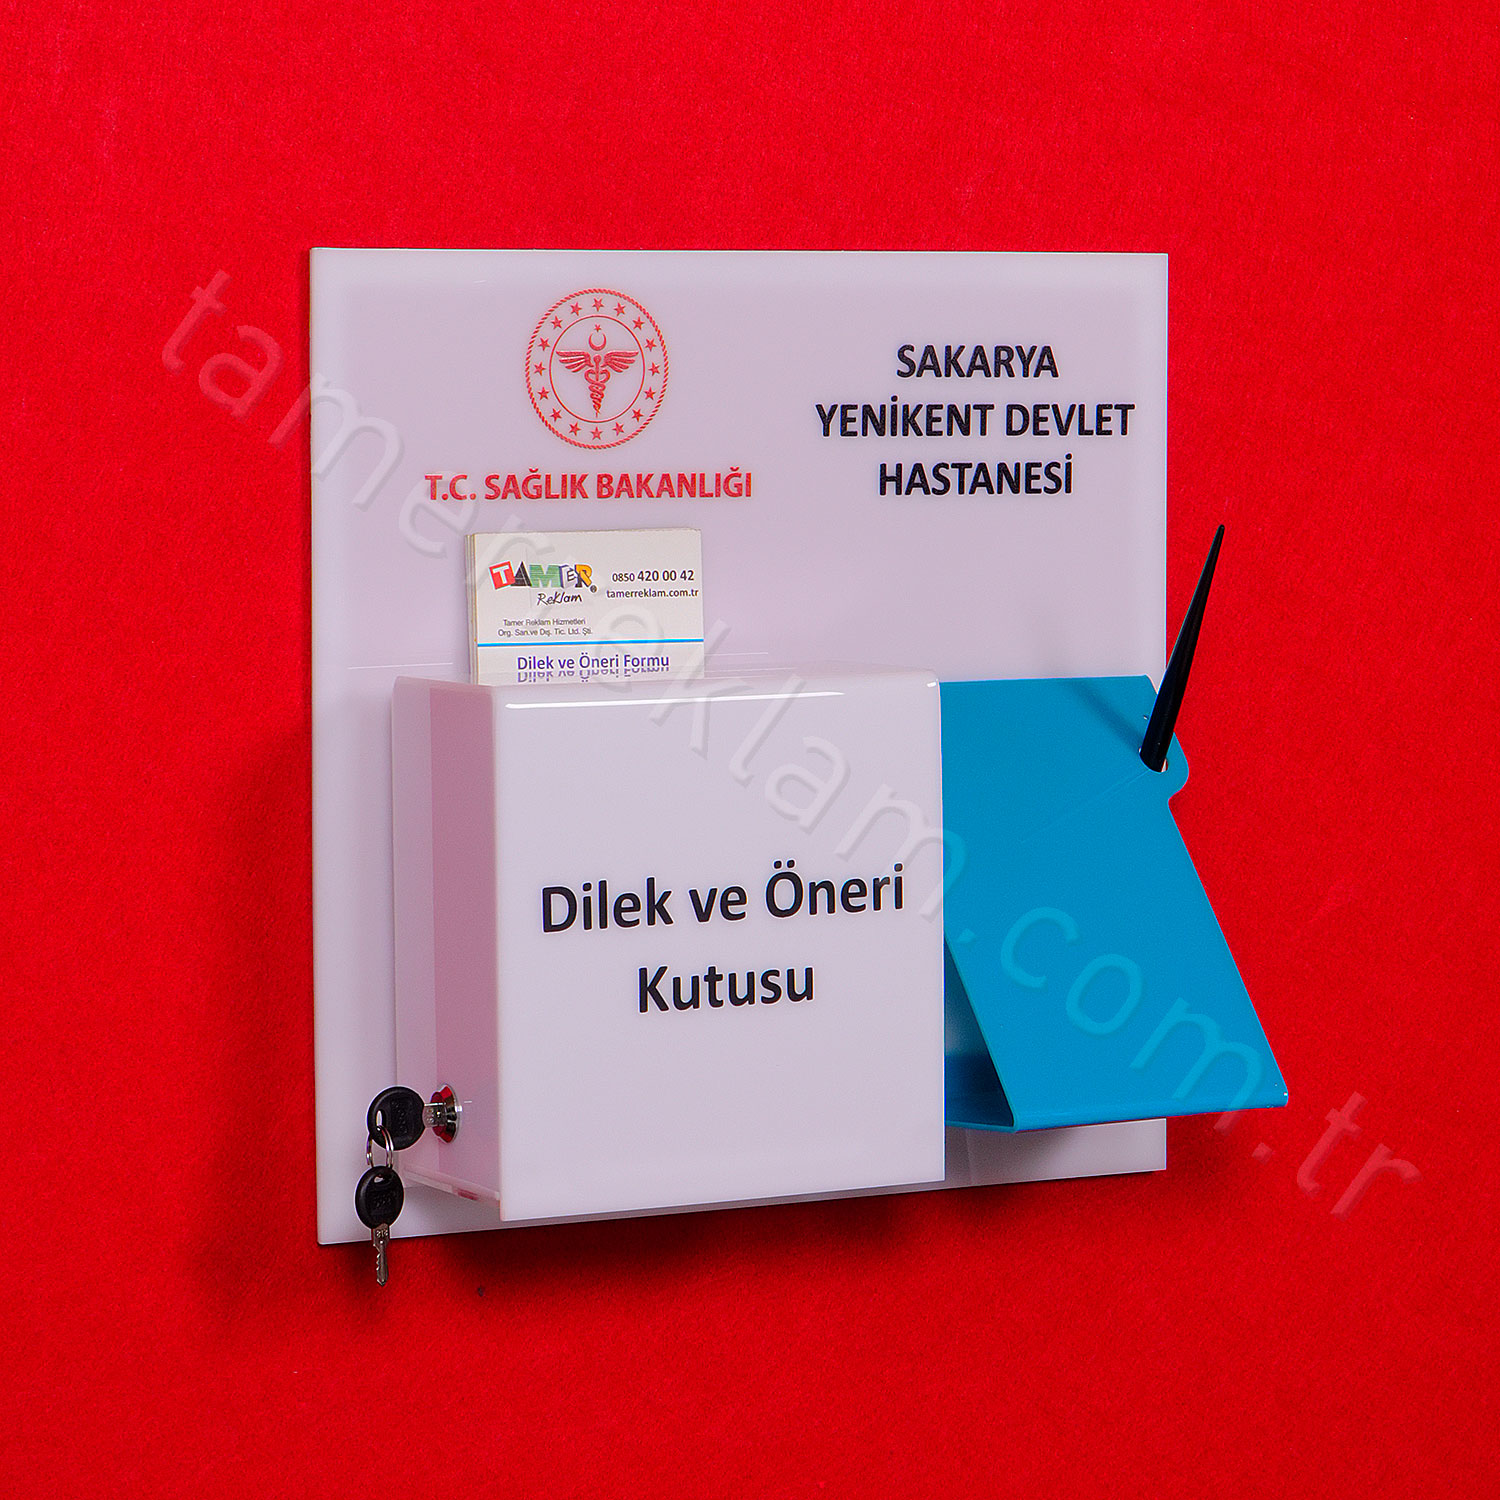 SAKARYA
YENİKENT DEVLET
HASTANESİ
T.C. SAĞLIK BAKANLIĞI
TAMER
Reklam
0850 420 00 42
tamerreklam.com.tr
Tamer Reklam Hizmetleri
Org. San.ve Dış. Tic. Ltd. Şti.
Dilek ve Öneri Formu
Dilek ve Öneri
Kutusu
tamerreklam.com.tr